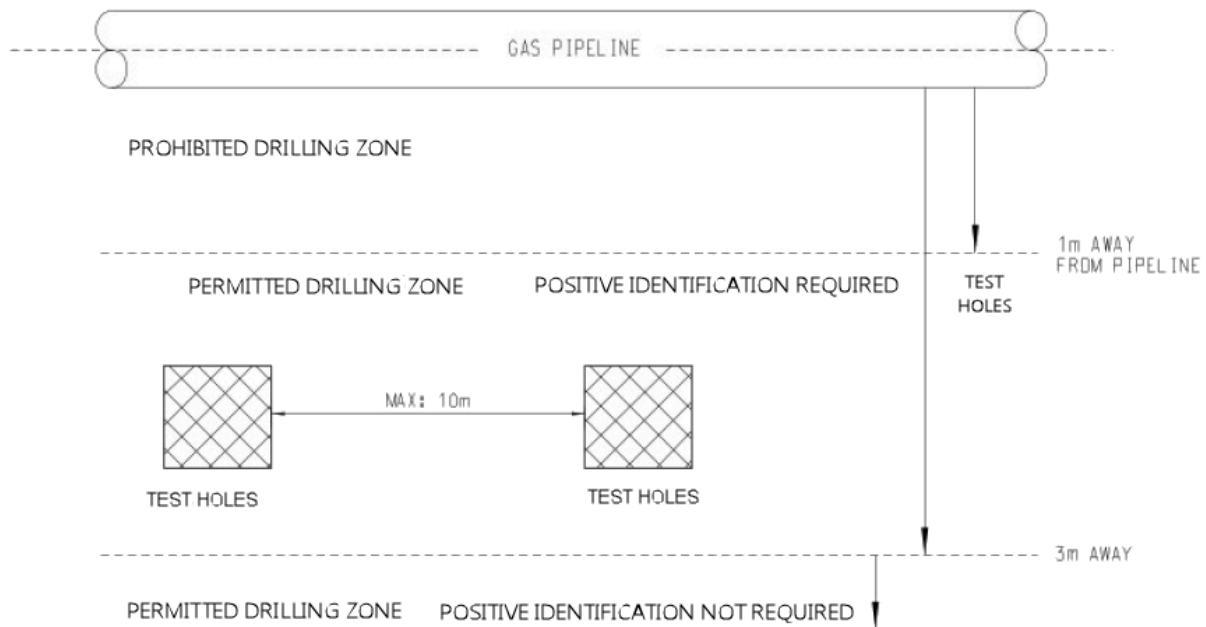 GAS PIPELINE
PROHIBITED DRILLING ZONE
1m AWAY
FROM PIPELINE
PERMITTED DRILLING ZONE
POSITIVE IDENTIFICATION REQUIRED
TEST
HOLES
MAX: 10m
TEST HOLES
TEST HOLES
3m AWAY
PERMITTED DRILLING ZONE
POSITIVE IDENTIFICATION NOT REQUIRED